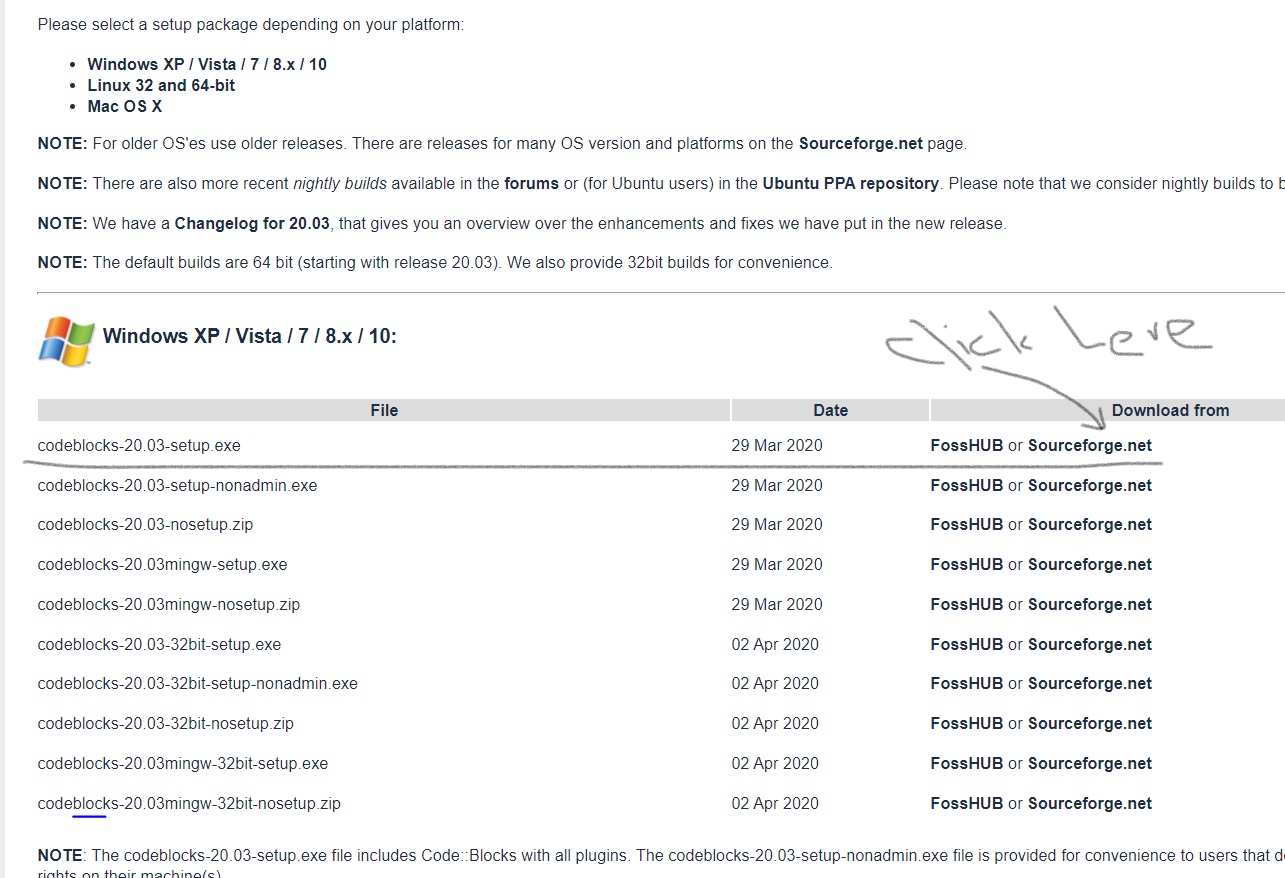 Please select a setup package depending on your platform:
Windows XP / Vista / 7 / 8.x / 10
Linux 32 and 64-bit
Mac OS X
NOTE: For older OS'es use older releases. There are releases for many OS version and platforms on the Sourceforge.net page.
NOTE: There are also more recent nightly builds available in the forums or (for Ubuntu users) in the Ubuntu PPA repository. Please note that we consider nightly builds to b
NOTE: We have a Changelog for 20.03, that gives you an overview over the enhancements and fixes we have put in the new release.
NOTE: The default builds are 64 bit (starting with release 20.03). We also provide 32bit builds for convenience.
Windows XP / Vista / 7 / 8.x / 10:
click here
File Date Download from
codeblocks-20.03-setup.exe 29 Mar 2020 FossHUB or Sourceforge.net
codeblocks-20.03-setup-nonadmin.exe 29 Mar 2020 FossHUB or Sourceforge.net
codeblocks-20.03-nosetup.zip 29 Mar 2020 FossHUB or Sourceforge.net
codeblocks-20.03mingw-setup.exe 29 Mar 2020 FossHUB or Sourceforge.net
codeblocks-20.03mingw-nosetup.zip 29 Mar 2020 FossHUB or Sourceforge.net
codeblocks-20.03-32bit-setup.exe 02 Apr 2020 FossHUB or Sourceforge.net
codeblocks-20.03-32bit-setup-nonadmin.exe 02 Apr 2020 FossHUB or Sourceforge.net
codeblocks-20.03-32bit-nosetup.zip 02 Apr 2020 FossHUB or Sourceforge.net
codeblocks-20.03mingw-32bit-setup.exe 02 Apr 2020 FossHUB or Sourceforge.net
codeblocks-20.03mingw-32bit-nosetup.zip 02 Apr 2020 FossHUB or Sourceforge.net
NOTE: The codeblocks-20.03-setup.exe file includes Code::Blocks with all plugins. The codeblocks-20.03-setup-nonadmin.exe file is provided for convenience to users that d
rights on their machine(s)